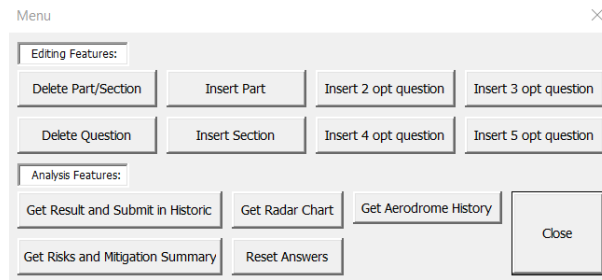 Menu
Editing Features:
Delete Part/Section Insert Part Insert 2 opt question Insert 3 opt question
Delete Question Insert Section Insert 4 opt question Insert 5 opt question
Analysis Features:
Get Result and Submit in Historic Get Radar Chart Get Aerodrome History
Close
Get Risks and Mitigation Summary Reset Answers